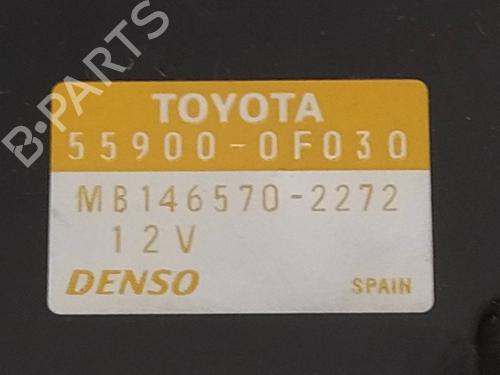 B-PARTS
TOYOTA
55900-0F030
MB146570-2272
12V
DENSO
SPAIN